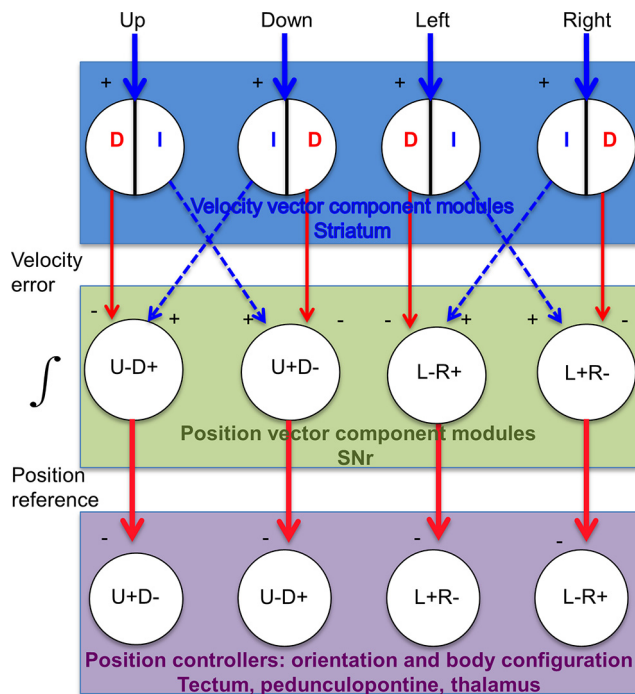 Up Down Left Right
+ + + +
D I I D D I I D
Velocity vector component modules
Striatum
Velocity
error
- + + - - + + -
U-D+ U+D- L-R+ L+R-
∫
Position vector component modules
SNr
Position
reference
- - - -
U+D- U-D+ L+R- L-R+
Position controllers: orientation and body configuration
Tectum, pedunculopontine, thalamus